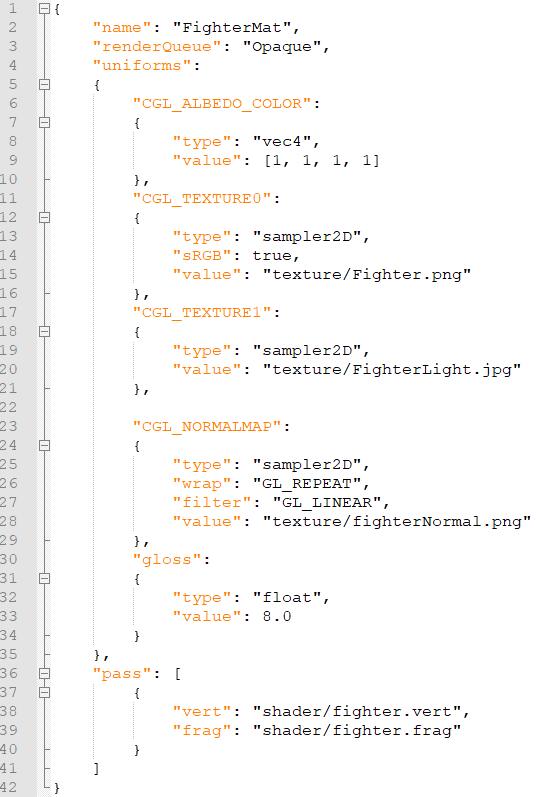 1 {
2 "name": "FighterMat",
3 "renderQueue": "Opaque",
4 "uniforms":
5 {
6 "CGL_ALBEDO_COLOR":
7 {
8 "type": "vec4",
9 "value": [1, 1, 1, 1]
10 },
11 "CGL_TEXTURE0":
12 {
13 "type": "sampler2D",
14 "sRGB": true,
15 "value": "texture/Fighter.png"
16 },
17 "CGL_TEXTURE1":
18 {
19 "type": "sampler2D",
20 "value": "texture/FighterLight.jpg"
21 },
22
23 "CGL_NORMALMAP":
24 {
25 "type": "sampler2D",
26 "wrap": "GL_REPEAT",
27 "filter": "GL_LINEAR",
28 "value": "texture/fighterNormal.png"
29 },
30 "gloss":
31 {
32 "type": "float",
33 "value": 8.0
34 }
35 },
36 "pass": [
37 {
38 "vert": "shader/fighter.vert",
39 "frag": "shader/fighter.frag"
40 }
41 ]
42 }